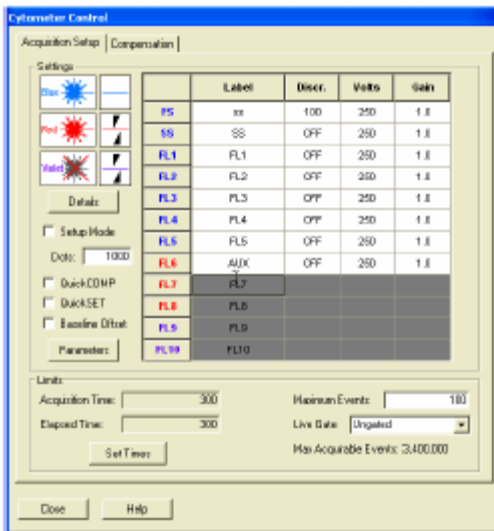 Cytometer Control
Acquisition Setup Compensation
Settings
Blue
Red
Violet
Label Discr. Volts Gain
FS ss 100 250 1.0
SS SS OFF 250 1.0
FL1 FL1 OFF 250 1.0
FL2 FL2 OFF 250 1.0
FL3 FL3 OFF 250 1.0
FL4 FL4 OFF 250 1.0
FL5 FL5 OFF 250 1.0
FL6 AUX OFF 250 1.0
FL7 FL7
FL8 FL8
FL9 FL9
FL10 FL10
Details
Setup Mode
Dots: 1000
QuickCOMP
QuickSET
Baseline Offset
Parameters
Limits
Acquisition Time: 300
Elapsed Time: 300
Set Times
Maximum Events: 100
Live Gate: Ungated
Max Acquirable Events: 3,400,000
Close Help